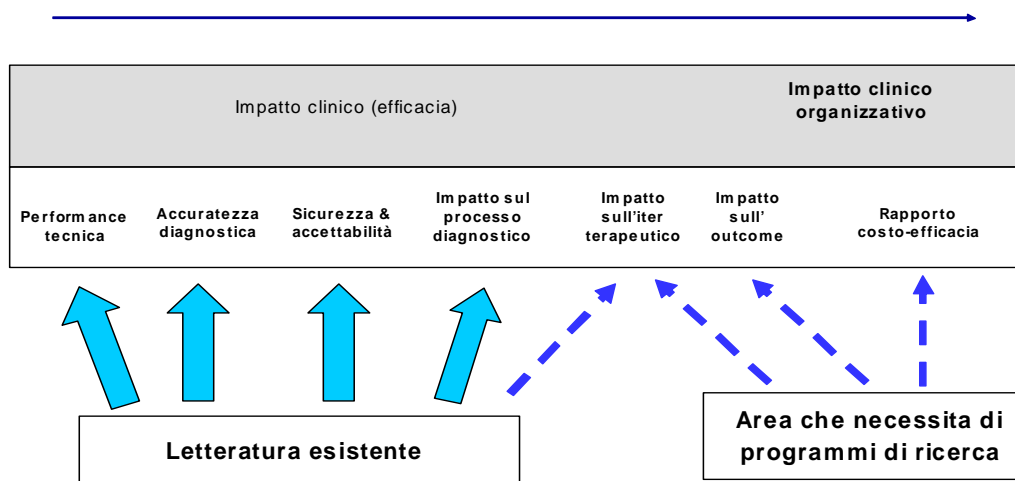 Impatto clinico (efficacia)
Impatto clinico
organizzativo
Performance
tecnica
Accuratezza
diagnostica
Sicurezza &
accettabilità
Impatto sul
processo
diagnostico
Impatto
sull'iter
terapeutico
Impatto
sull'
outcome
Rapporto
costo-efficacia
Letteratura esistente
Area che necessita di
programmi di ricerca